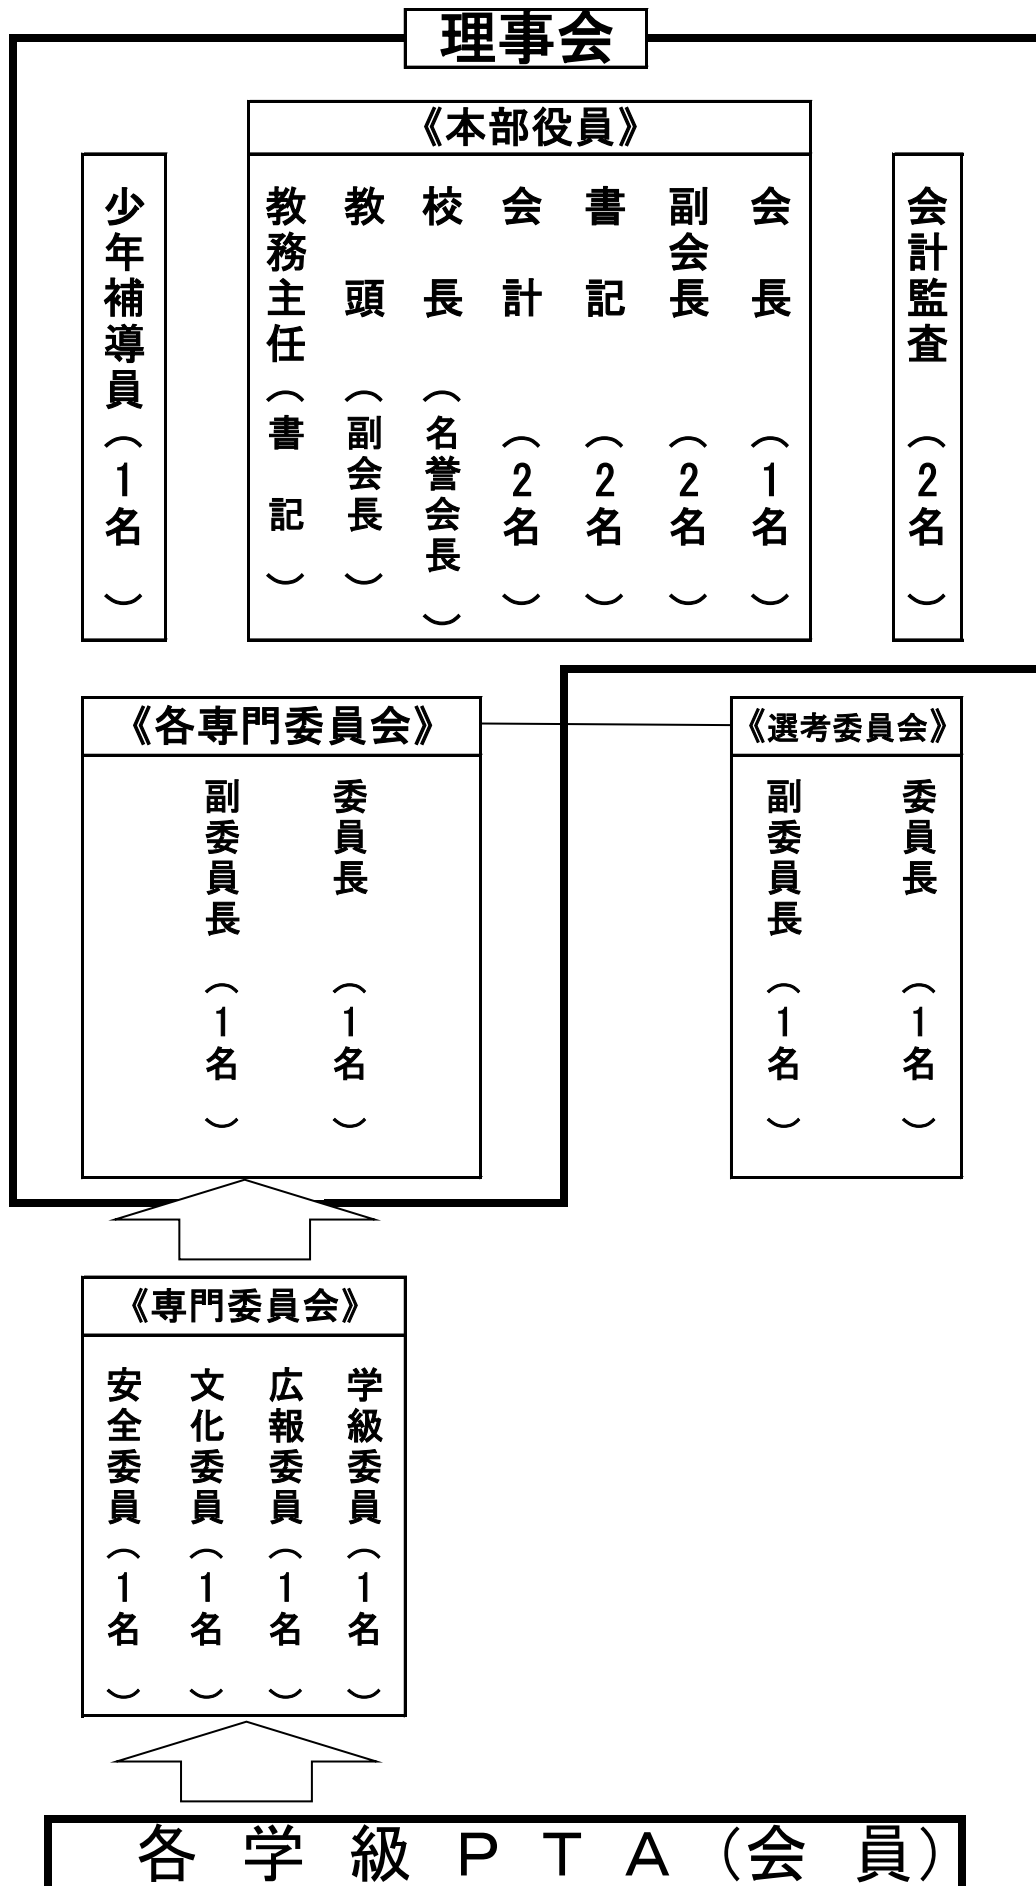 理事会
《本部役員》
会計監査（２名）
会長（１名）
副会長（２名）
書記（２名）
会計（２名）
校長（名誉会長）
教頭（副会長）
教務主任（書記）
少年補導員（１名）
《各専門委員会》
委員長（１名）
副委員長（１名）
《選考委員会》
委員長（１名）
副委員長（１名）
《専門委員会》
学級委員（１名）
広報委員（１名）
文化委員（１名）
安全委員（１名）
各学級ＰＴＡ（会員）